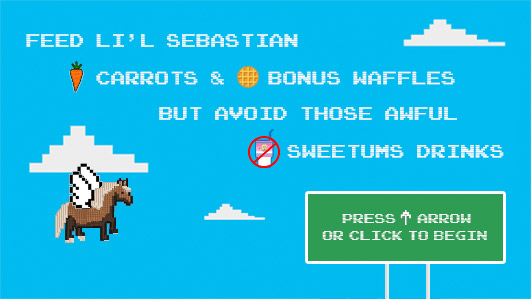 FEED LI'L SEBASTIAN
CARROTS & BONUS WAFFLES
BUT AVOID THOSE AWFUL
SWEETUMS DRINKS
PRESS ↑ ARROW
OR CLICK TO BEGIN